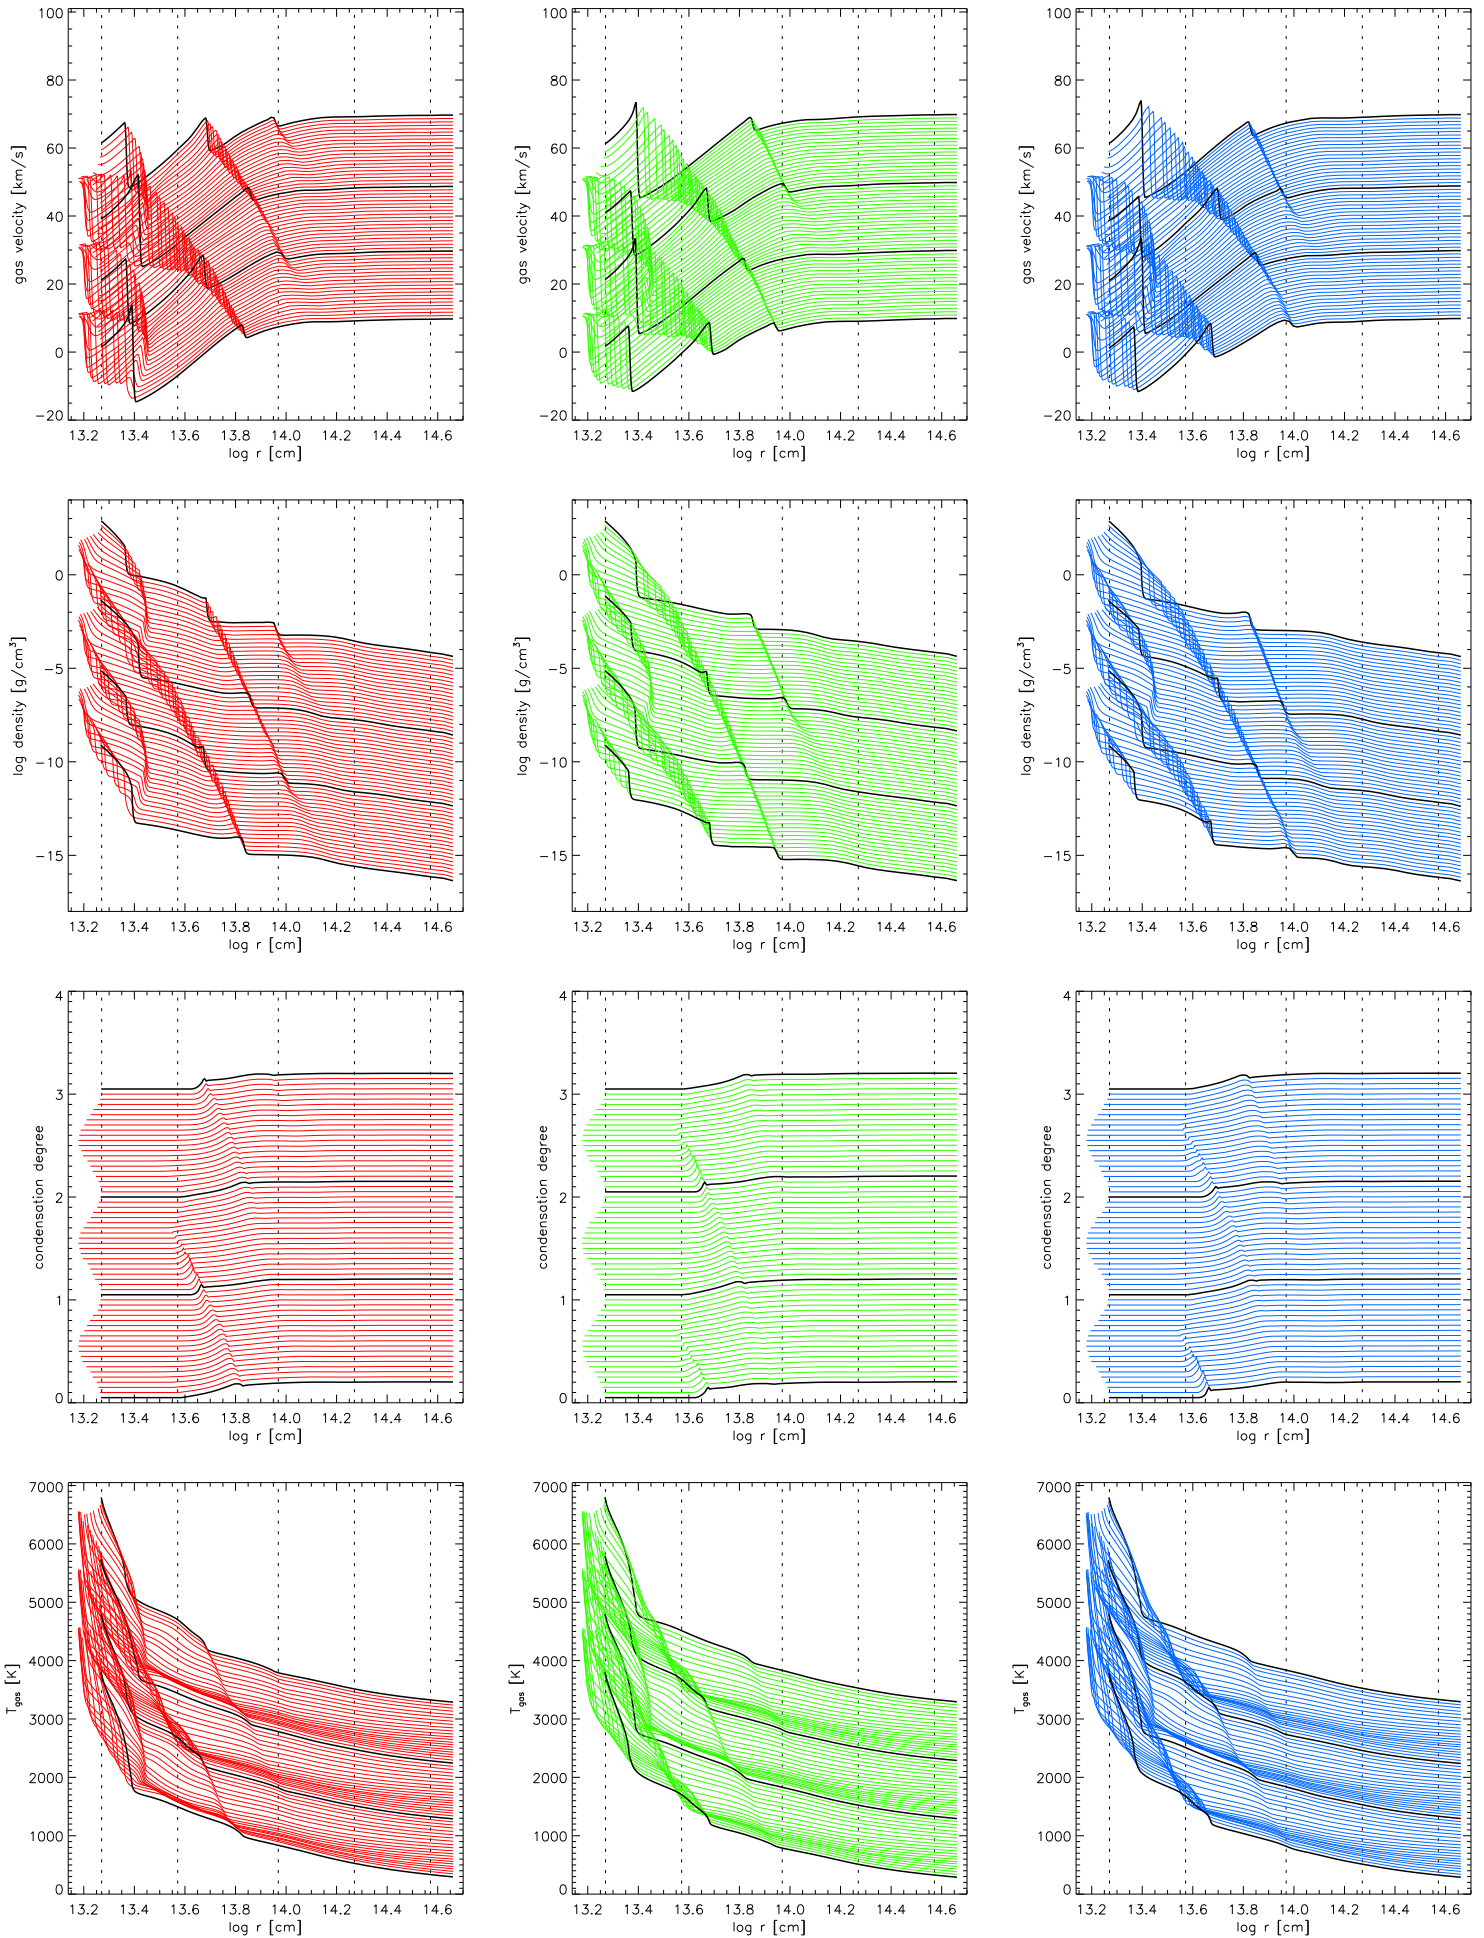 100 100 100
80 80 80
60 60 60
40 40 40
20 20 20
0 0 0
−20 −20 −20
gas velocity [km/s] gas velocity [km/s] gas velocity [km/s]
13.2 13.4 13.6 13.8 14.0 14.2 14.4 14.6 13.2 13.4 13.6 13.8 14.0 14.2 14.4 14.6 13.2 13.4 13.6 13.8 14.0 14.2 14.4 14.6
log r [cm] log r [cm] log r [cm]
0 0 0
−5 −5 −5
−10 −10 −10
−15 −15 −15
log density [g/cm³] log density [g/cm³] log density [g/cm³]
13.2 13.4 13.6 13.8 14.0 14.2 14.4 14.6 13.2 13.4 13.6 13.8 14.0 14.2 14.4 14.6 13.2 13.4 13.6 13.8 14.0 14.2 14.4 14.6
log r [cm] log r [cm] log r [cm]
4 4 4
3 3 3
2 2 2
1 1 1
0 0 0
condensation degree condensation degree condensation degree
13.2 13.4 13.6 13.8 14.0 14.2 14.4 14.6 13.2 13.4 13.6 13.8 14.0 14.2 14.4 14.6 13.2 13.4 13.6 13.8 14.0 14.2 14.4 14.6
log r [cm] log r [cm] log r [cm]
7000 7000 7000
6000 6000 6000
5000 5000 5000
4000 4000 4000
3000 3000 3000
2000 2000 2000
1000 1000 1000
0 0 0
Tgas [K] Tgas [K] Tgas [K]
13.2 13.4 13.6 13.8 14.0 14.2 14.4 14.6 13.2 13.4 13.6 13.8 14.0 14.2 14.4 14.6 13.2 13.4 13.6 13.8 14.0 14.2 14.4 14.6
log r [cm] log r [cm] log r [cm]